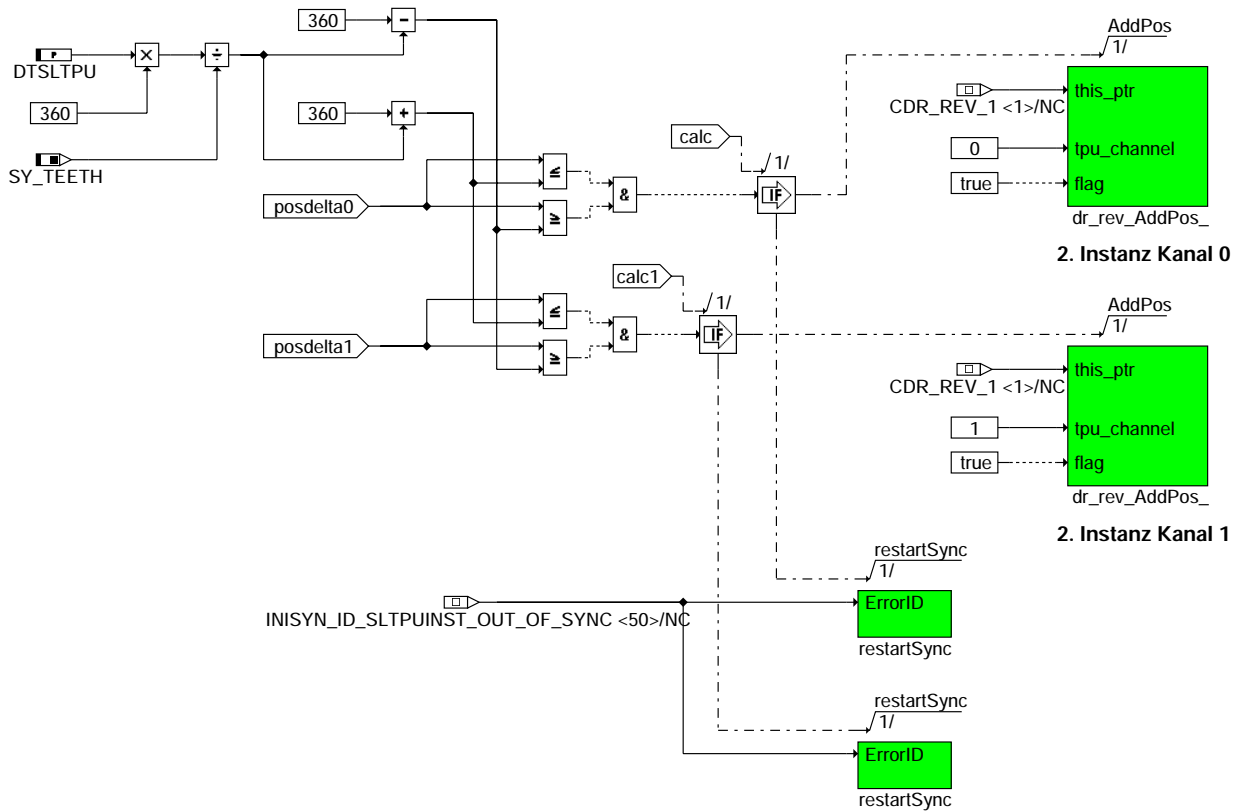 360
-
AddPos
1/
P
DTSLTPU
×
÷
this_ptr
CDR_REV_1 <1>/NC
360
360
+
calc
0
tpu_channel
/1/
SY_TEETH
≤
&
IF
true
flag
posdelta0
≥
dr_rev_AddPos_
2. Instanz Kanal 0
calc1
/1/
AddPos
1/
≤
&
IF
posdelta1
≥
this_ptr
CDR_REV_1 <1>/NC
1
tpu_channel
true
flag
dr_rev_AddPos_
2. Instanz Kanal 1
restartSync
1/
ErrorID
INISYN_ID_SLTPUINST_OUT_OF_SYNC <50>/NC
restartSync
restartSync
1/
ErrorID
restartSync